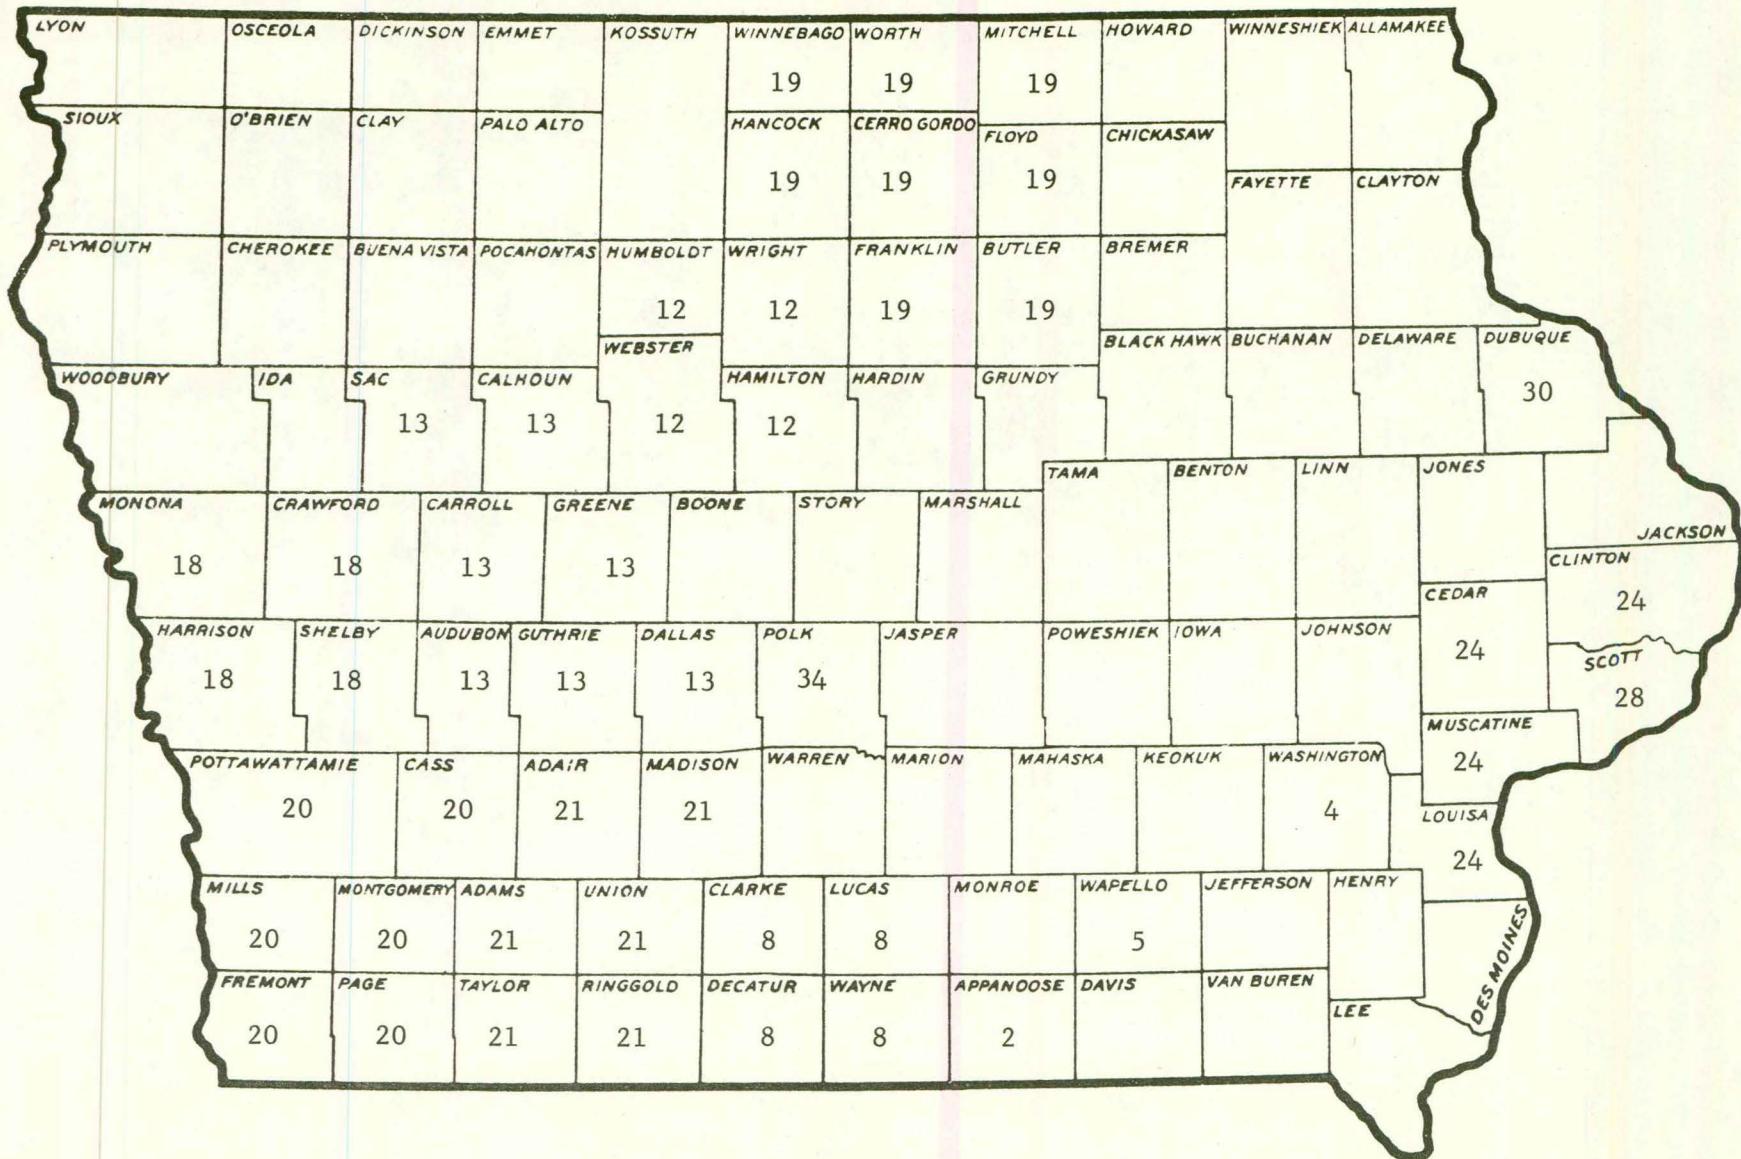 LYON OSCEOLA DICKINSON EMMET KOSSUTH WINNEBAGO WORTH MITCHELL HOWARD WINNESHIEK ALLAMAKEE
19 19 19
SIOUX O'BRIEN CLAY PALO ALTO HANCOCK CERRO GORDO FLOYD CHICKASAW
19 19 19
FAYETTE CLAYTON
PLYMOUTH CHEROKEE BUENA VISTA POCAHONTAS HUMBOLDT WRIGHT FRANKLIN BUTLER BREMER
12 12 19 19
WEBSTER BLACK HAWK BUCHANAN DELAWARE DUBUQUE
30
WOODBURY IDA SAC CALHOUN HAMILTON HARDIN GRUNDY
13 13 12 12
TAMA BENTON LINN JONES
MONONA CRAWFORD CARROLL GREENE BOONE STORY MARSHALL JACKSON
18 18 13 13
CLINTON
24
CEDAR
24
HARRISON SHELBY AUDUBON GUTHRIE DALLAS POLK JASPER POWESHIEK IOWA JOHNSON
18 18 13 13 13 34
SCOTT
28
MUSCATINE
24
POTTAWATTAMIE CASS ADAIR MADISON WARREN MARION MAHASKA KEOKUK WASHINGTON
20 20 21 21 4
LOUISA
24
MILLS MONTGOMERY ADAMS UNION CLARKE LUCAS MONROE WAPELLO JEFFERSON HENRY
20 20 21 21 8 8 5
DES MOINES
FREMONT PAGE TAYLOR RINGGOLD DECATUR WAYNE APPANOOSE DAVIS VAN BUREN LEE
20 20 21 21 8 8 2